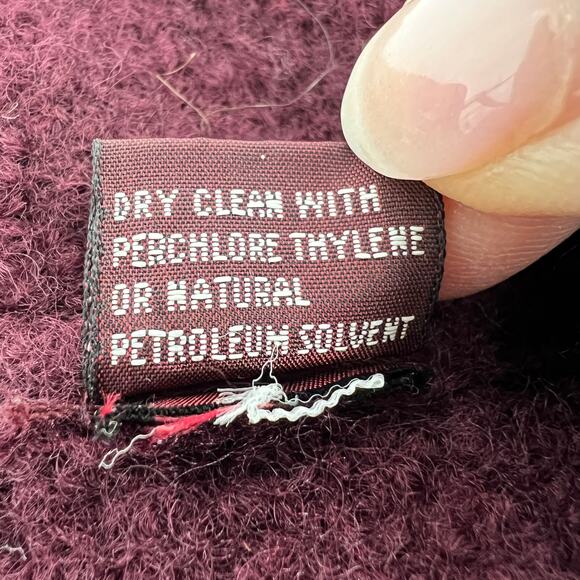 DRY CLEAN WITH
PERCHLORE THYLENE
OR NATURAL
PETROLEUM SOLVENT